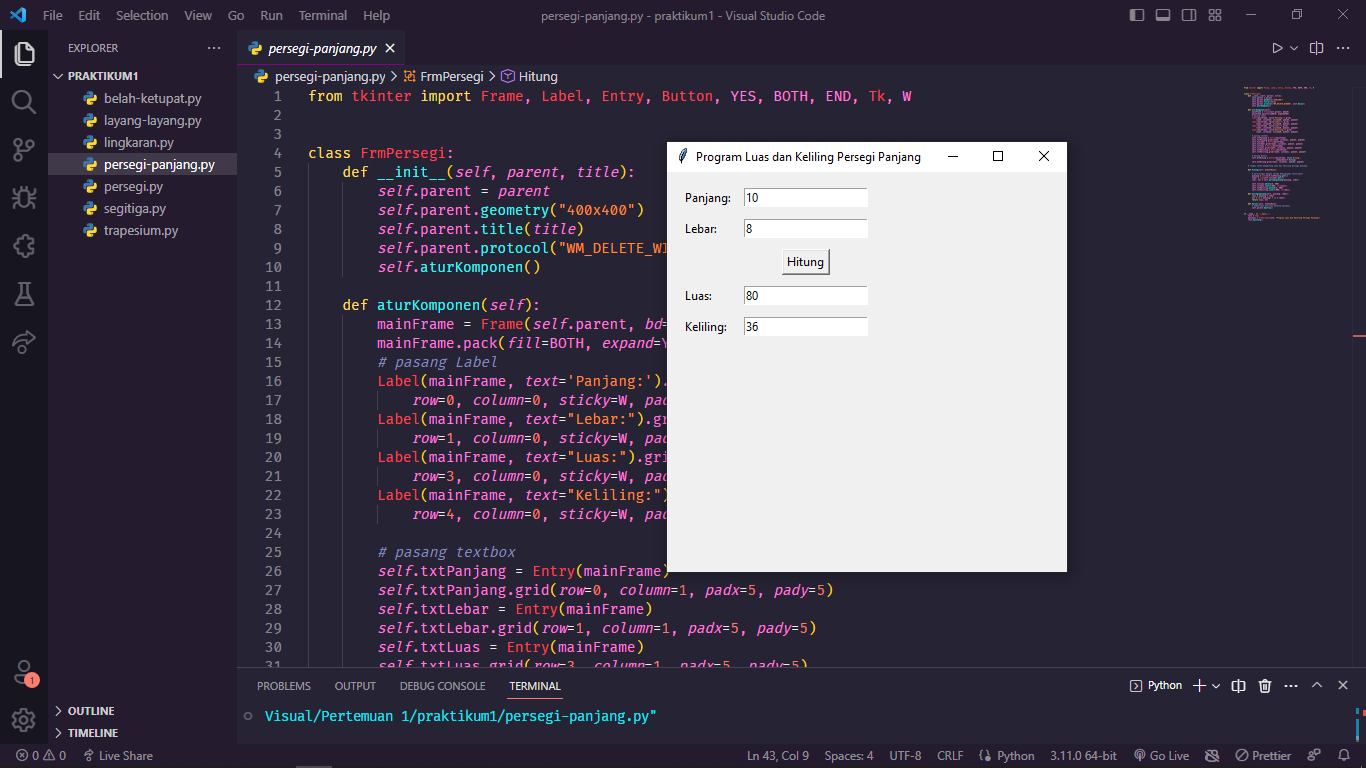 File Edit Selection View Go Run Terminal Help
persegi-panjang.py - praktikum1 - Visual Studio Code
EXPLORER
PRAKTIKUM1
belah-ketupat.py
layang-layang.py
lingkaran.py
persegi-panjang.py
persegi.py
segitiga.py
trapesium.py
OUTLINE
TIMELINE
persegi-panjang.py
persegi-panjang.py > FrmPersegi > Hitung
1 from tkinter import Frame, Label, Entry, Button, YES, BOTH, END, Tk, W
2
3
4 class FrmPersegi:
5 def __init__(self, parent, title):
6 self.parent = parent
7 self.parent.geometry("400x400")
8 self.parent.title(title)
9 self.parent.protocol("WM_DELETE_WI
10 self.aturKomponen()
11
12 def aturKomponen(self):
13 mainFrame = Frame(self.parent, bd=
14 mainFrame.pack(fill=BOTH, expand=Y
15 # pasang Label
16 Label(mainFrame, text='Panjang:').
17 row=0, column=0, sticky=W, pad
18 Label(mainFrame, text="Lebar:").gr
19 row=1, column=0, sticky=W, pad
20 Label(mainFrame, text="Luas:").gri
21 row=3, column=0, sticky=W, pad
22 Label(mainFrame, text="Keliling:")
23 row=4, column=0, sticky=W, pad
24
25 # pasang textbox
26 self.txtPanjang = Entry(mainFrame)
27 self.txtPanjang.grid(row=0, column=1, padx=5, pady=5)
28 self.txtLebar = Entry(mainFrame)
29 self.txtLebar.grid(row=1, column=1, padx=5, pady=5)
30 self.txtLuas = Entry(mainFrame)
31 self.txtLuas.grid(row=3, column=1, padx=5, pady=5)
Program Luas dan Keliling Persegi Panjang
Panjang: 10
Lebar: 8
Hitung
Luas: 80
Keliling: 36
PROBLEMS OUTPUT DEBUG CONSOLE TERMINAL
Python
Visual/Pertemuan 1/praktikum1/persegi-panjang.py"
1
0 0 Live Share
Ln 43, Col 9 Spaces: 4 UTF-8 CRLF Python 3.11.0 64-bit Go Live Prettier